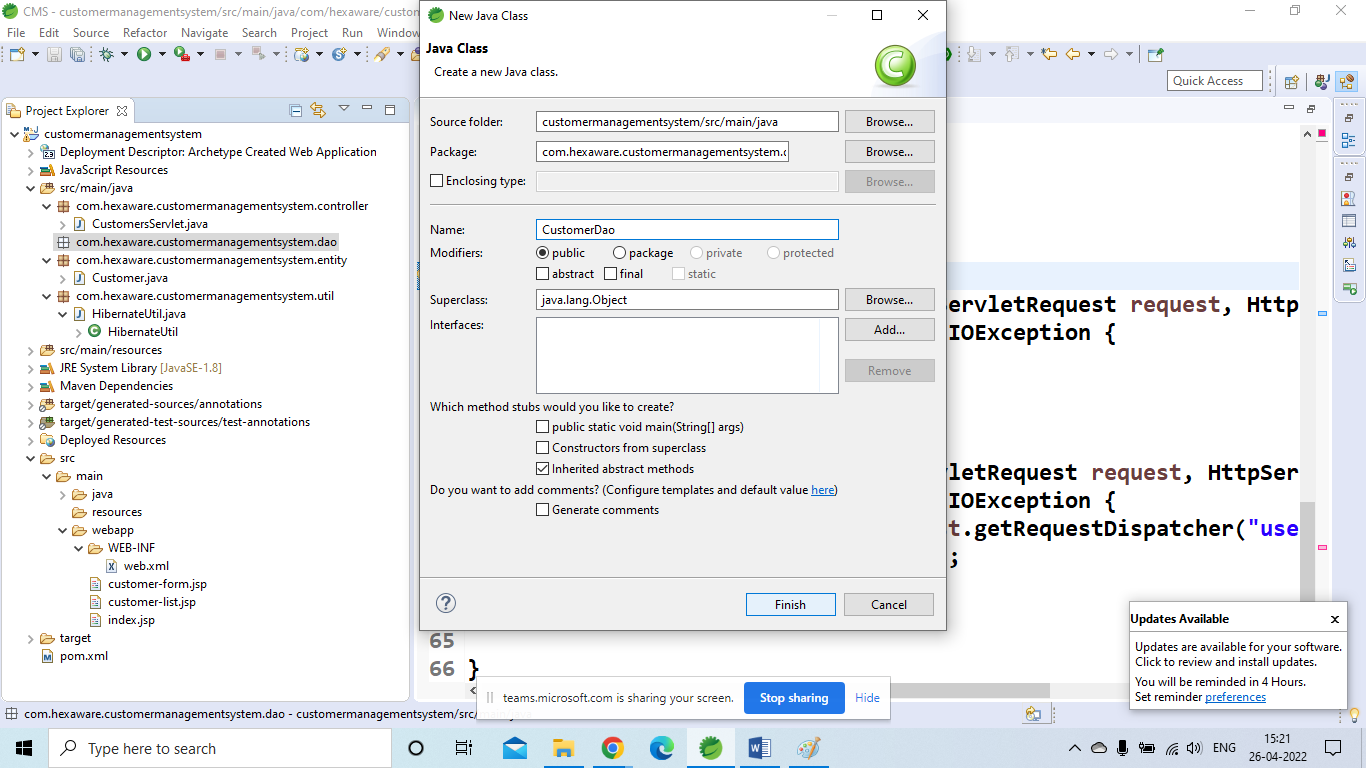 CMS - customermanagementsystem/src/main/java/com/hexaware/custo
File Edit Source Refactor Navigate Search Project Run Window
Quick Access
Project Explorer
customermanagementsystem
Deployment Descriptor: Archetype Created Web Application
JavaScript Resources
src/main/java
com.hexaware.customermanagementsystem.controller
CustomersServlet.java
com.hexaware.customermanagementsystem.dao
com.hexaware.customermanagementsystem.entity
Customer.java
com.hexaware.customermanagementsystem.util
HibernateUtil.java
HibernateUtil
src/main/resources
JRE System Library [JavaSE-1.8]
Maven Dependencies
target/generated-sources/annotations
target/generated-test-sources/test-annotations
Deployed Resources
src
main
java
resources
webapp
WEB-INF
web.xml
customer-form.jsp
customer-list.jsp
index.jsp
target
pom.xml
New Java Class
Java Class
Create a new Java class.
Source folder: customermanagementsystem/src/main/java Browse...
Package: com.hexaware.customermanagementsystem.d Browse...
Enclosing type: Browse...
Name: CustomerDao
Modifiers: public package private protected
abstract final static
Superclass: java.lang.Object Browse...
Interfaces: Add...
Remove
Which method stubs would you like to create?
public static void main(String[] args)
Constructors from superclass
Inherited abstract methods
Do you want to add comments? (Configure templates and default value here)
Generate comments
Finish Cancel
ervletRequest request, Http
IOException {
letRequest request, HttpSer
IOException {
t.getRequestDispatcher("use
;
65
66 }
teams.microsoft.com is sharing your screen. Stop sharing Hide
Updates Available x
Updates are available for your software.
Click to review and install updates.
You will be reminded in 4 Hours.
Set reminder preferences
com.hexaware.customermanagementsystem.dao - customermanagementsystem/src/
Type here to search
ENG
15:21
26-04-2022